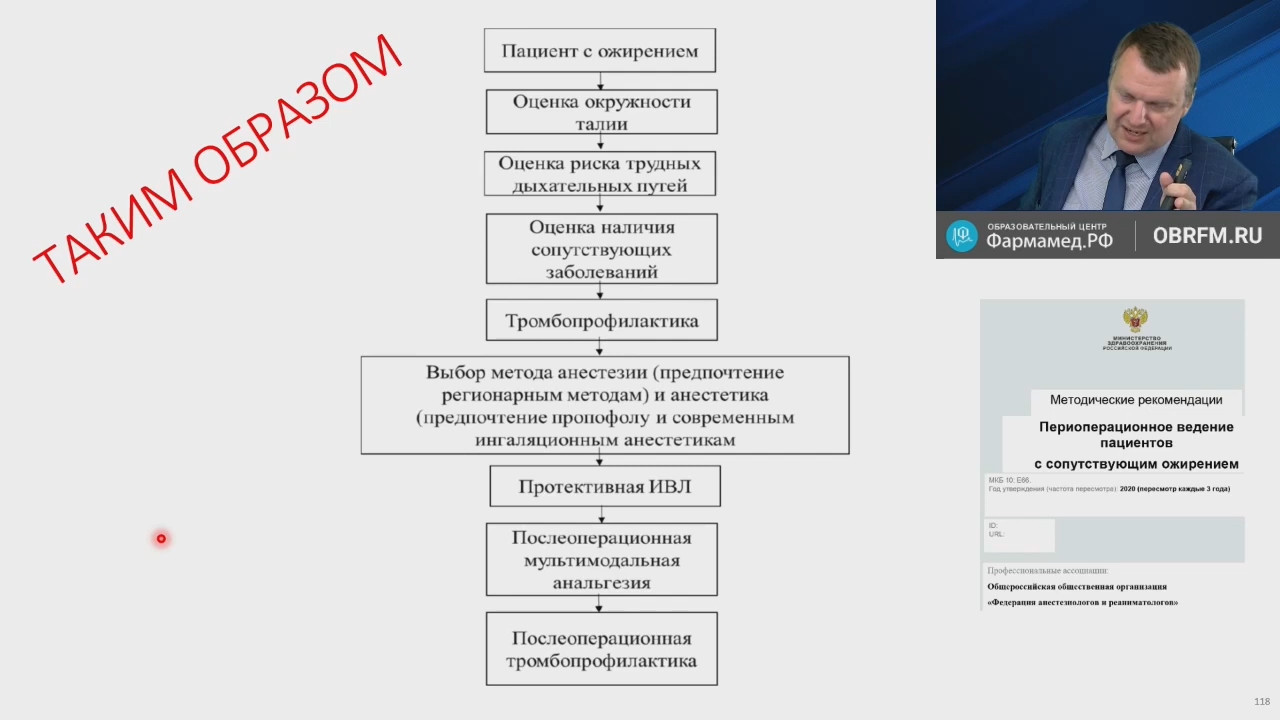 ТАКИМ ОБРАЗОМ
Пациент с ожирением
Оценка окружности
талии
Оценка риска трудных
дыхательных путей
Оценка наличия
сопутствующих
заболеваний
Тромбопрофилактика
Выбор метода анестезии (предпочтение
регионарным методам) и анестетика
(предпочтение пропофолу и современным
ингаляционным анестетикам
Протективная ИВЛ
Послеоперационная
мультимодальная
анальгезия
Послеоперационная
тромбопрофилактика
ОБРАЗОВАТЕЛЬНЫЙ ЦЕНТР
Фармамед.РФ
OBRFM.RU
МИНИСТЕРСТВО
ЗДРАВООХРАНЕНИЯ
РОССИЙСКОЙ ФЕДЕРАЦИИ
Методические рекомендации
Периоперационное ведение
пациентов
с сопутствующим ожирением
МКБ 10: E66.
Год утверждения (частота пересмотра): 2020 (пересмотр каждые 3 года)
ID:
URL:
Профессиональные ассоциации:
Общероссийская общественная организация
«Федерация анестезиологов и реаниматологов»
118